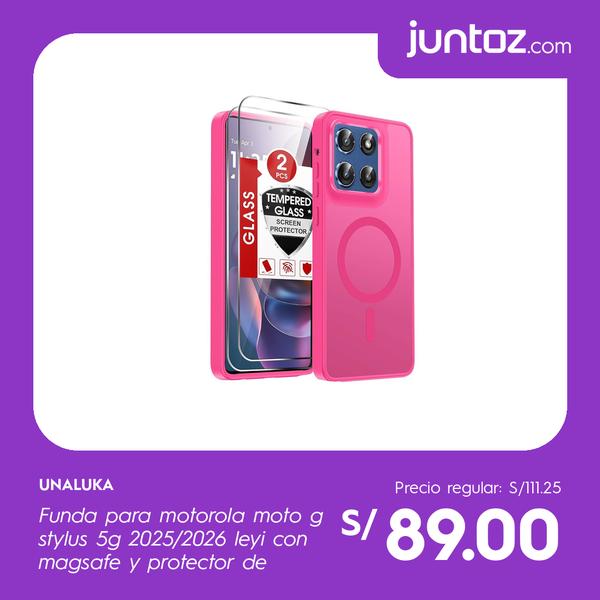 juntoz.com
Tue, Apr 1
2
PCS
GLASS
TEMPERED
GLASS
SCREEN
PROTECTOR
UNALUKA
Funda para motorola moto g
stylus 5g 2025/2026 leyi con
magsafe y protector de
Precio regular: S/111.25
S/ 89.00